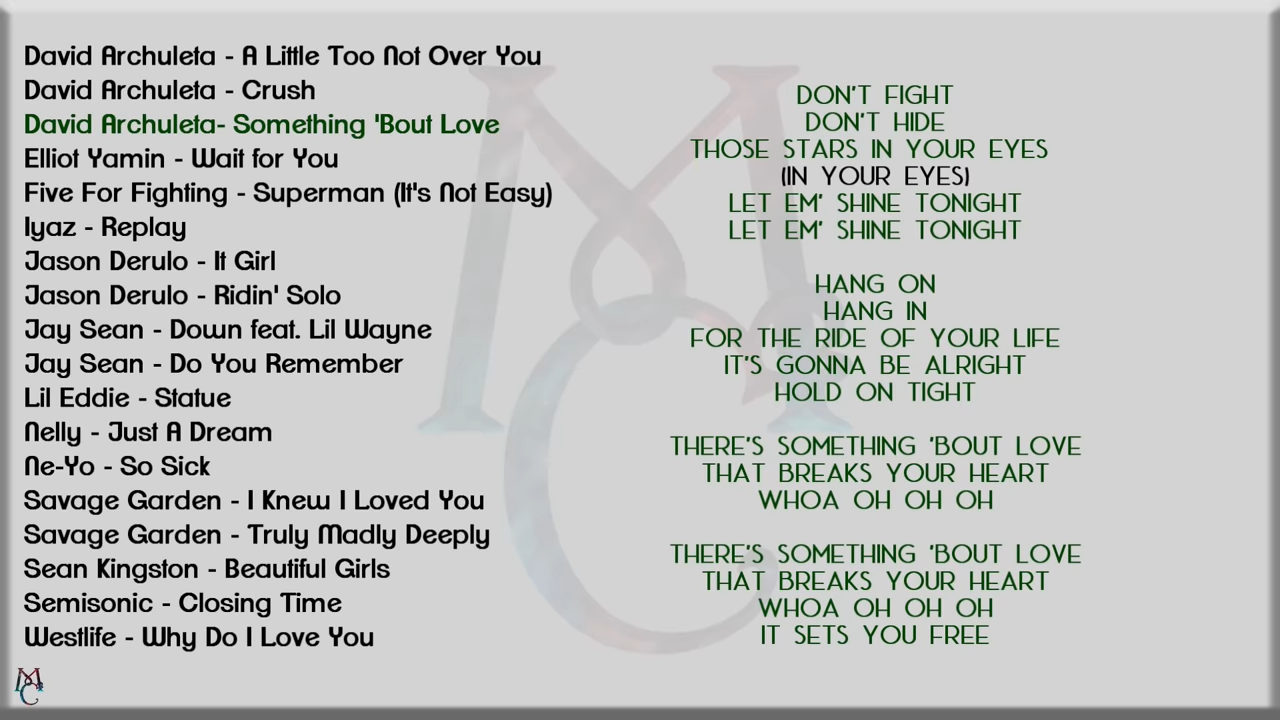 David Archuleta - A Little Too Not Over You
David Archuleta - Crush
David Archuleta- Something 'Bout Love
Elliot Yamin - Wait for You
Five For Fighting - Superman (It's Not Easy)
Iyaz - Replay
Jason Derulo - It Girl
Jason Derulo - Ridin' Solo
Jay Sean - Down feat. Lil Wayne
Jay Sean - Do You Remember
Lil Eddie - Statue
Nelly - Just A Dream
Ne-Yo - So Sick
Savage Garden - I Knew I Loved You
Savage Garden - Truly Madly Deeply
Sean Kingston - Beautiful Girls
Semisonic - Closing Time
Westlife - Why Do I Love You
DON'T FIGHT
DON'T HIDE
THOSE STARS IN YOUR EYES
(IN YOUR EYES)
LET EM' SHINE TONIGHT
LET EM' SHINE TONIGHT
HANG ON
HANG IN
FOR THE RIDE OF YOUR LIFE
IT'S GONNA BE ALRIGHT
HOLD ON TIGHT
THERE'S SOMETHING 'BOUT LOVE
THAT BREAKS YOUR HEART
WHOA OH OH OH
THERE'S SOMETHING 'BOUT LOVE
THAT BREAKS YOUR HEART
WHOA OH OH OH
IT SETS YOU FREE
MC